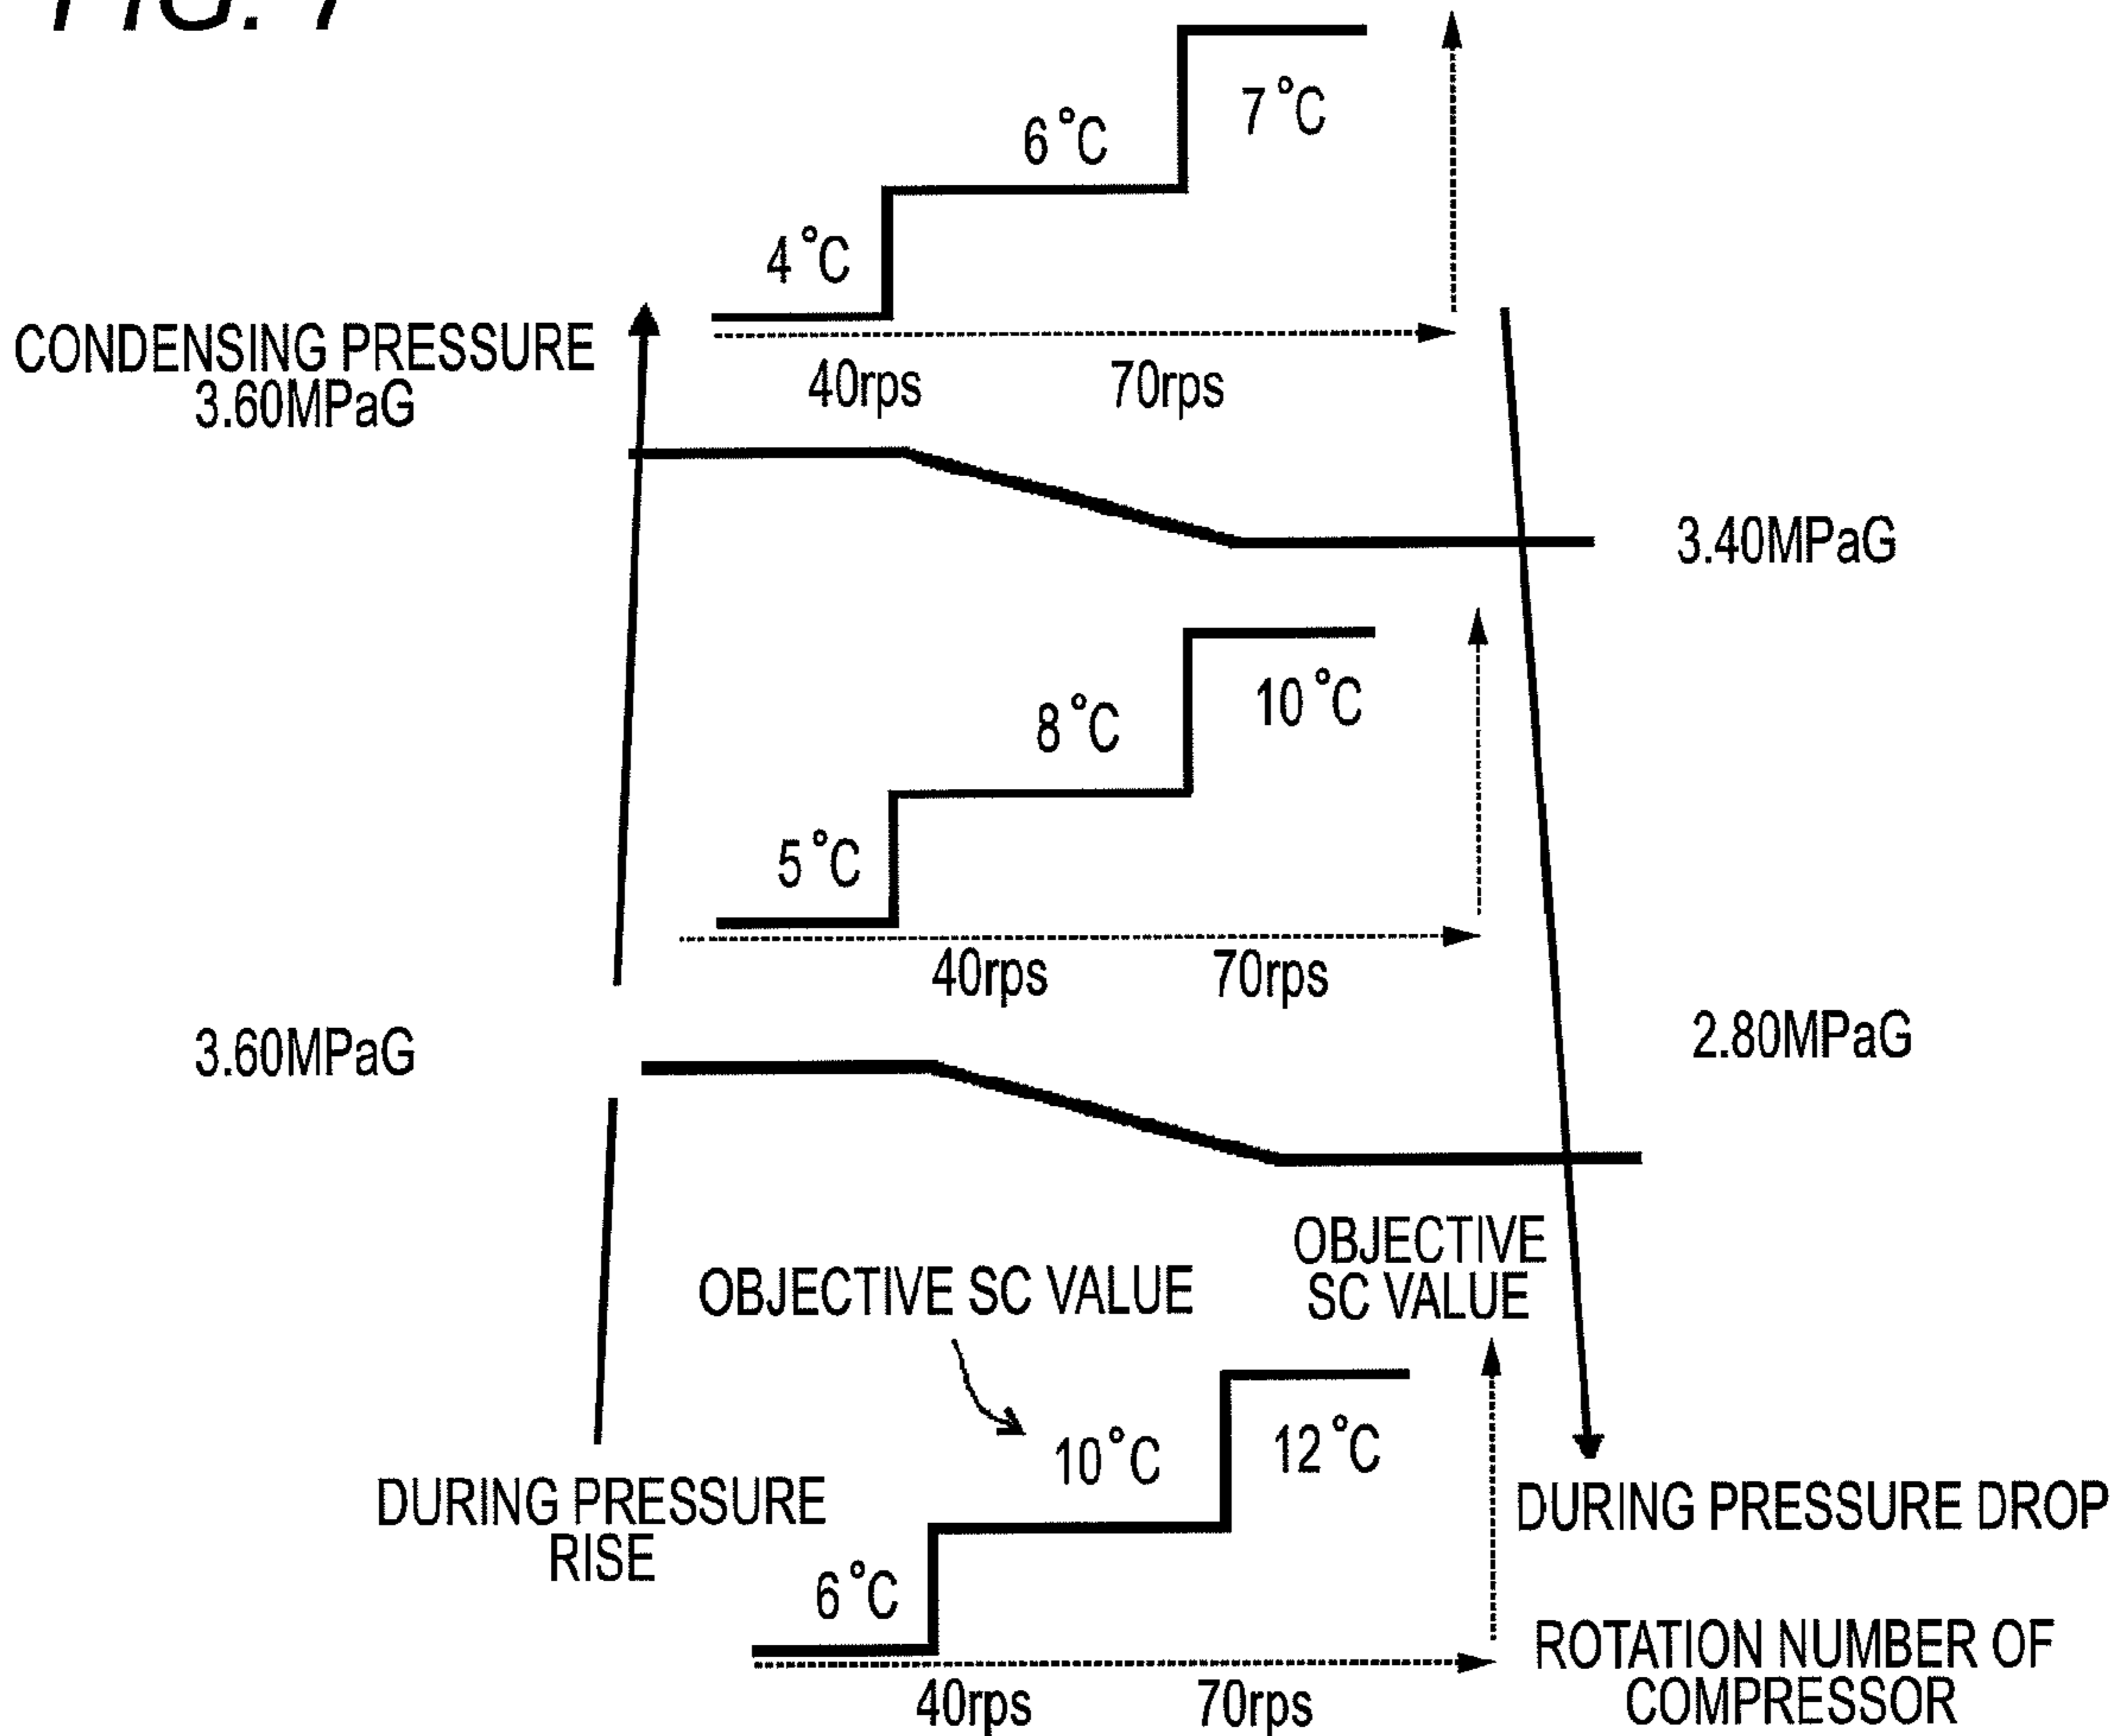 FIG. 7
7°C
6°C
4°C
CONDENSING PRESSURE
3.60MPaG
40rps
70rps
3.40MPaG
10°C
8°C
5°C
40rps
70rps
3.60MPaG
2.80MPaG
OBJECTIVE SC VALUE
OBJECTIVE
SC VALUE
10°C
12°C
DURING PRESSURE
RISE
DURING PRESSURE DROP
6°C
40rps
70rps
ROTATION NUMBER OF
COMPRESSOR